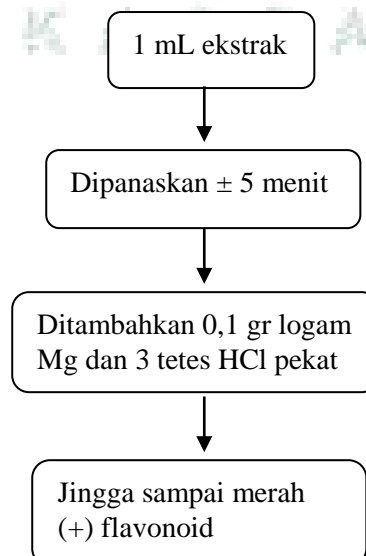 1 mL ekstrak
Dipanaskan ± 5 menit
Ditambahkan 0,1 gr logam
Mg dan 3 tetes HCl pekat
Jingga sampai merah
(+) flavonoid